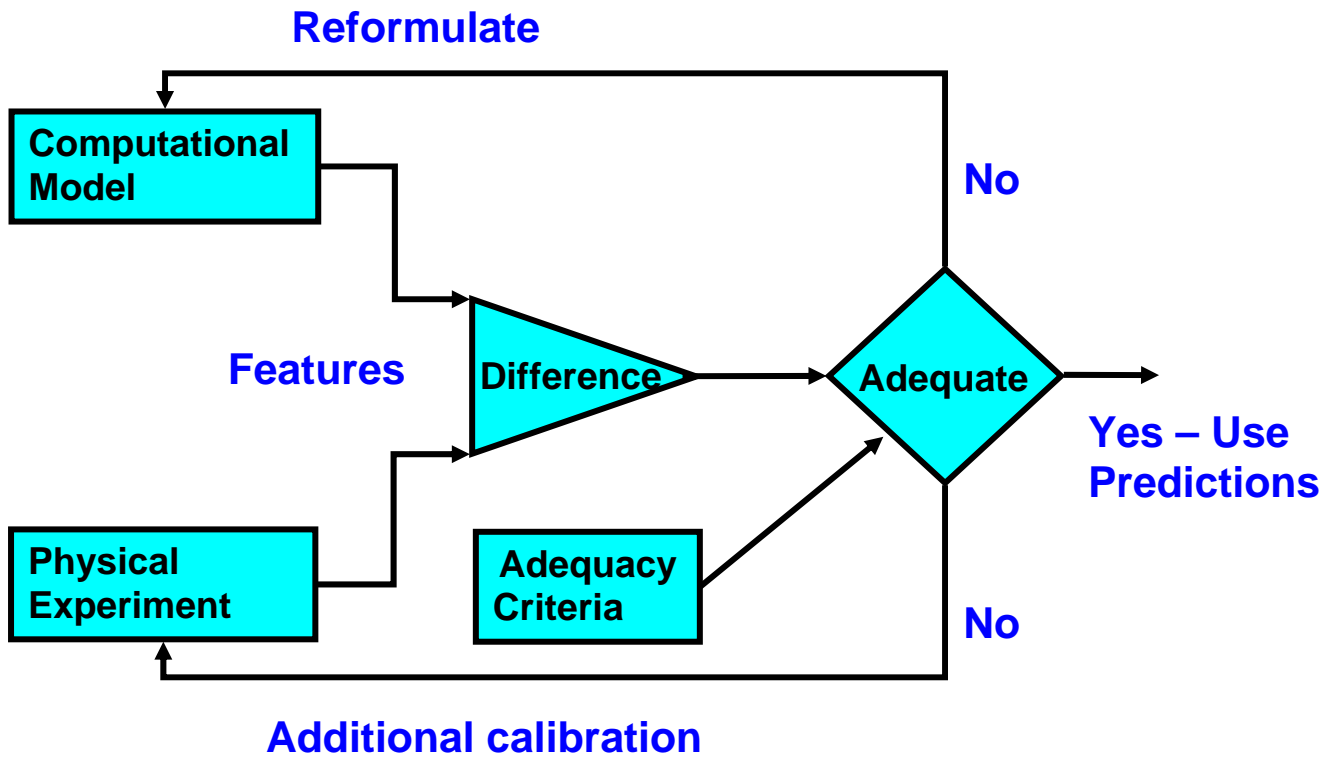 Reformulate
Computational
Model
No
Features
Difference
Adequate
Yes – Use
Predictions
Physical
Experiment
Adequacy
Criteria
No
Additional calibration